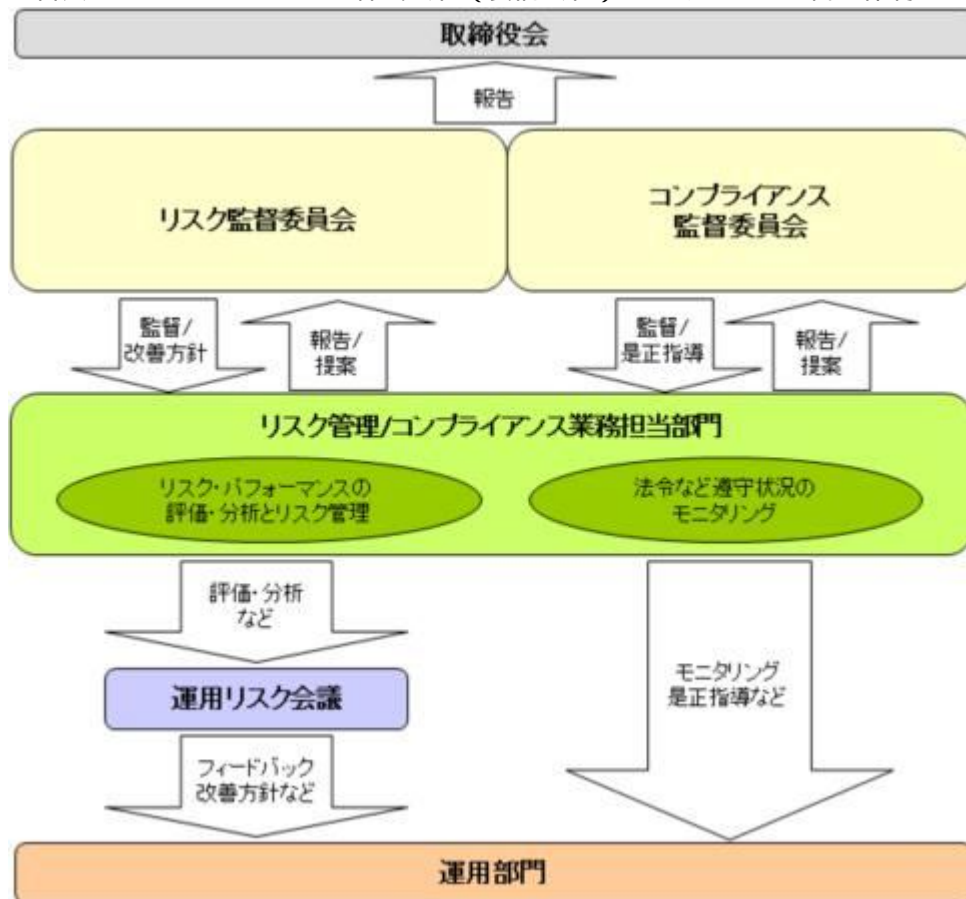 取締役会
報告
リスク監督委員会
コンプライアンス
監督委員会
監督/
改善方針
報告/
提案
監督/
是正指導
報告/
提案
リスク管理/コンプライアンス業務担当部門
リスク・パフォーマンスの
評価・分析とリスク管理
法令など遵守状況の
モニタリング
評価・分析
など
運用リスク会議
モニタリング
是正指導など
フィードバック
改善方針など
運用部門